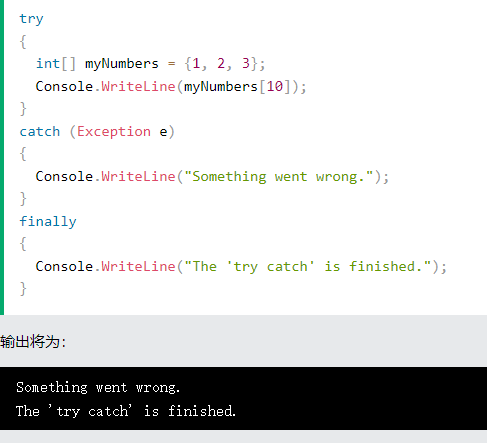 try
{
  int[] myNumbers = {1, 2, 3};
  Console.WriteLine(myNumbers[10]);
}
catch (Exception e)
{
  Console.WriteLine("Something went wrong.");
}
finally
{
  Console.WriteLine("The 'try catch' is finished.");
}
输出将为：
Something went wrong.
The 'try catch' is finished.